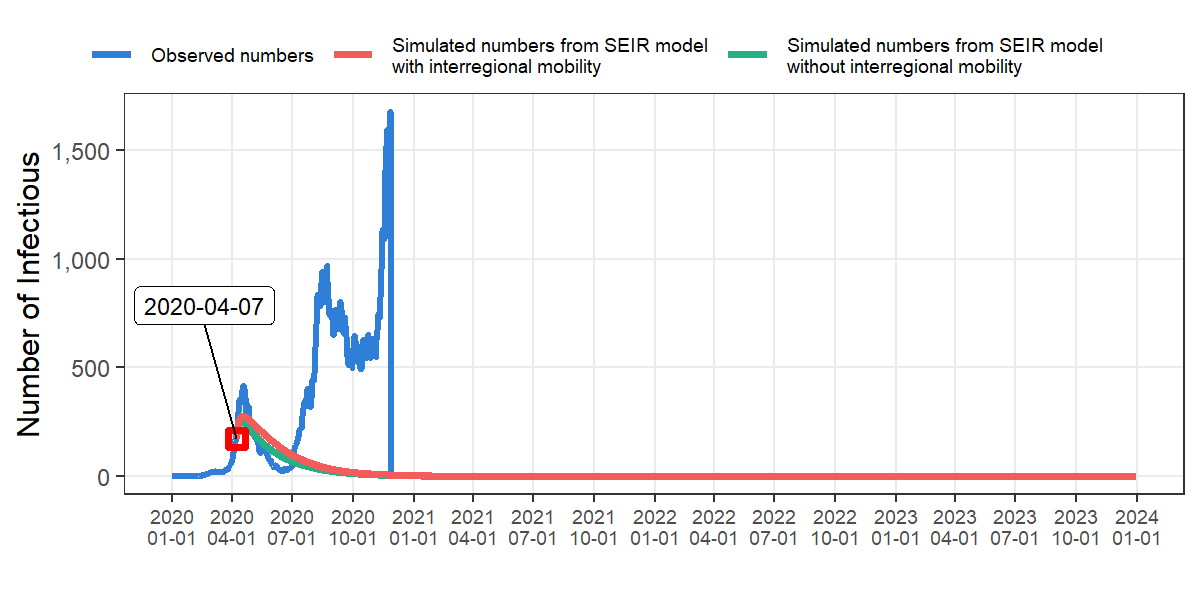 Observed numbers
Simulated numbers from SEIR model
with interregional mobility
Simulated numbers from SEIR model
without interregional mobility
Number of Infectious
1,500
1,000
500
0
2020-04-07
2020 2020 2020 2020 2021 2021 2021 2021 2022 2022 2022 2022 2023 2023 2023 2023 2024
01-01 04-01 07-01 10-01 01-01 04-01 07-01 10-01 01-01 04-01 07-01 10-01 01-01 04-01 07-01 10-01 01-01